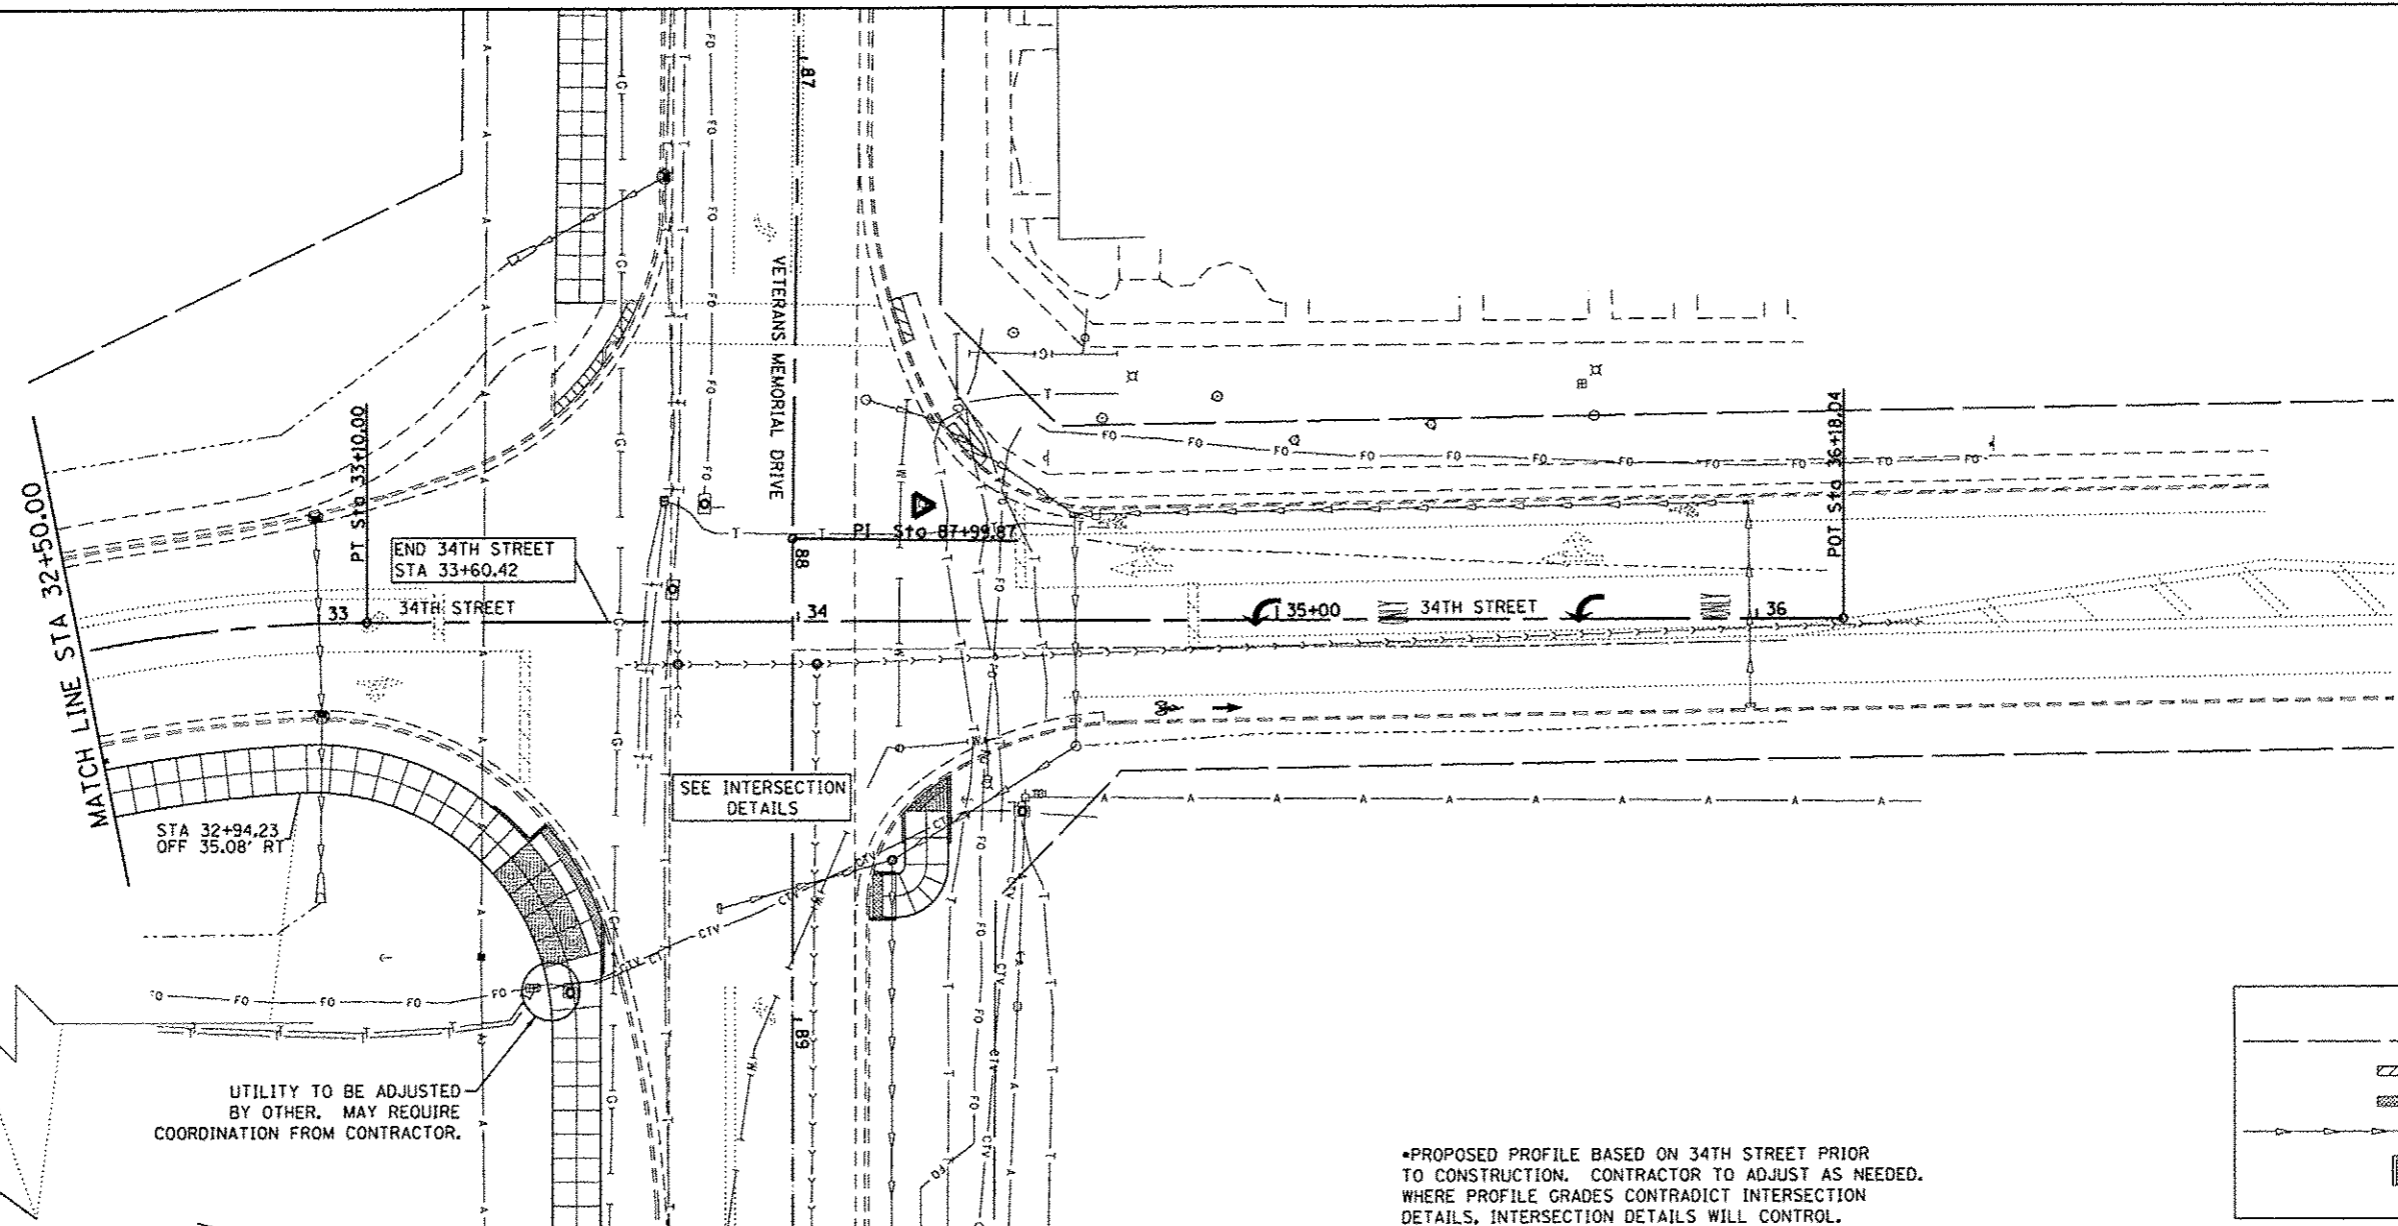 87
VETERANS MEMORIAL DRIVE
MATCH LINE STA 32+50.00
PT Sta 33+10.00
END 34TH STREET
STA 33+60.42
33
34TH STREET
PI Sta 87+99.87
88
34
35+00
34TH STREET
36
POT Sta 36+18.04
SEE INTERSECTION
DETAILS
STA 32+94.23
OFF 35.08' RT
89
UTILITY TO BE ADJUSTED
BY OTHER. MAY REQUIRE
COORDINATION FROM CONTRACTOR.
*PROPOSED PROFILE BASED ON 34TH STREET PRIOR
TO CONSTRUCTION. CONTRACTOR TO ADJUST AS NEEDED.
WHERE PROFILE GRADES CONTRADICT INTERSECTION
DETAILS, INTERSECTION DETAILS WILL CONTROL.